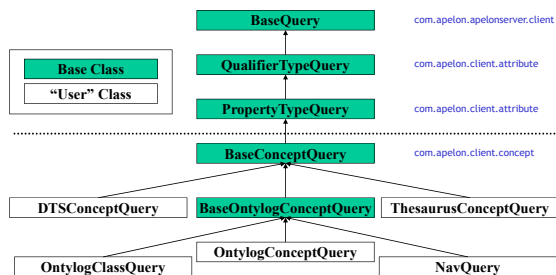 BaseQuery
com.apelon.apelonserver.client
Base Class
“User” Class
QualifierTypeQuery
com.apelon.client.attribute
PropertyTypeQuery
com.apelon.client.attribute
BaseConceptQuery
com.apelon.client.concept
DTSConceptQuery
BaseOntylogConceptQuery
ThesaurusConceptQuery
OntylogClassQuery
OntylogConceptQuery
NavQuery